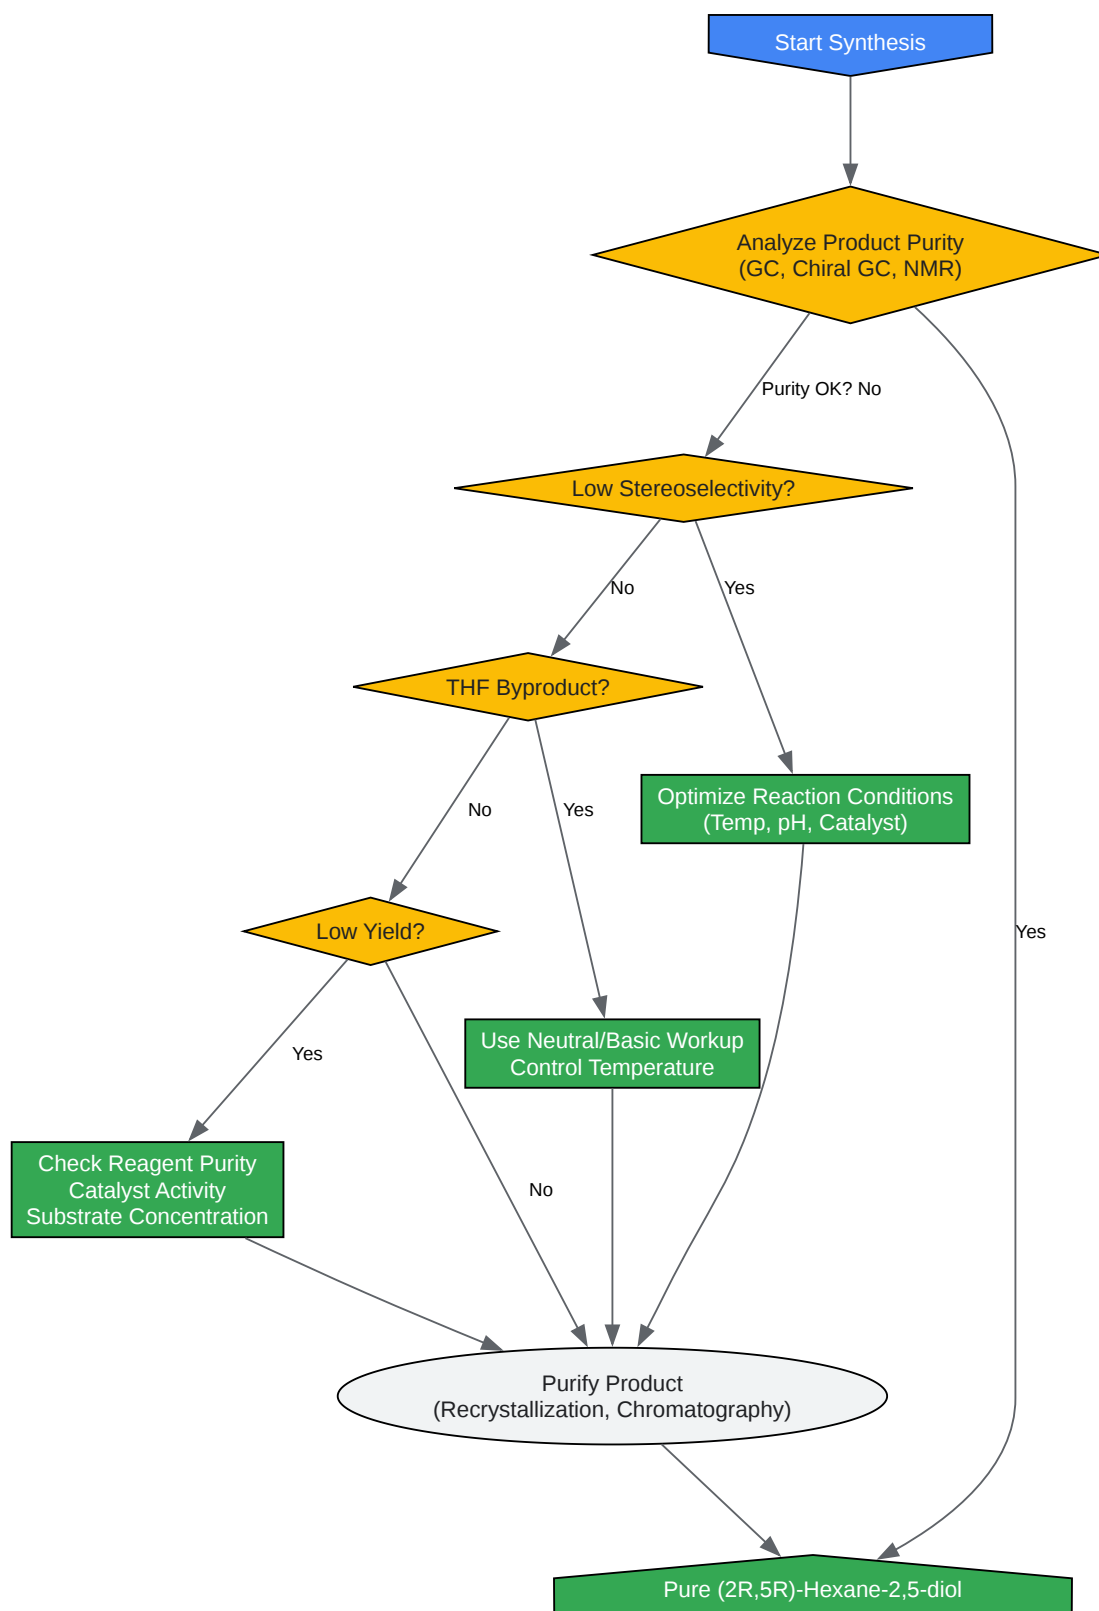 Start Synthesis
Analyze Product Purity
(GC, Chiral GC, NMR)
Purity OK? No
Low Stereoselectivity?
No
Yes
THF Byproduct?
Optimize Reaction Conditions
(Temp, pH, Catalyst)
No
Yes
Low Yield?
Yes
Use Neutral/Basic Workup
Control Temperature
Yes
Check Reagent Purity
Catalyst Activity
Substrate Concentration
No
Purify Product
(Recrystallization, Chromatography)
Pure (2R,5R)-Hexane-2,5-diol